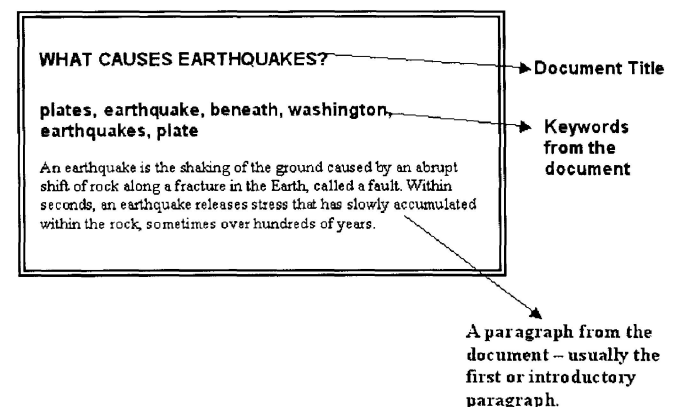 WHAT CAUSES EARTHQUAKES?
Document Title
plates, earthquake, beneath, washington,
earthquakes, plate
Keywords
from the
document
An earthquake is the shaking of the ground caused by an abrupt
shift of rock along a fracture in the Earth, called a fault. Within
seconds, an earthquake releases stress that has slowly accumulated
within the rock, sometimes over hundreds of years.
A paragraph from the
document – usually the
first or introductory
paragraph.